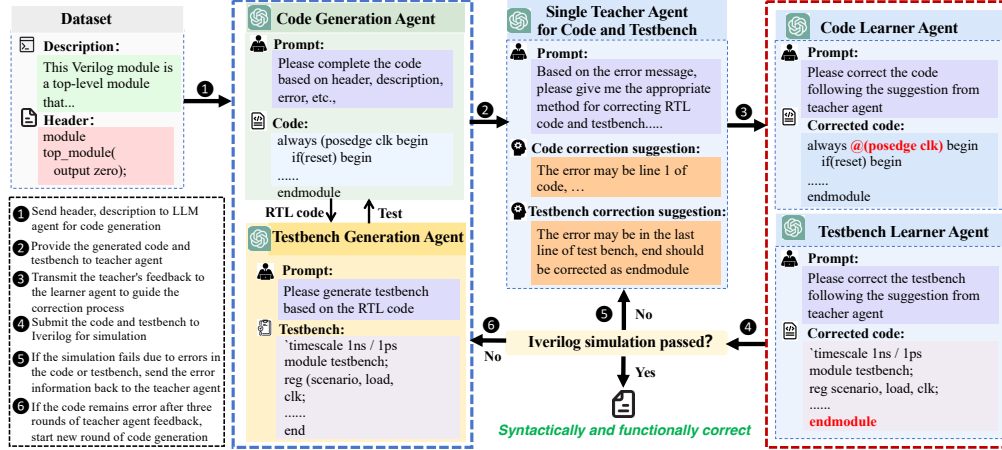 Dataset
Description:
This Verilog module is
a top-level module
that...
Header:
module
top_module(
output zero);
1
Code Generation Agent
Prompt:
Please complete the code
based on header, description,
error, etc.,
Code:
always (posedge clk begin
if(reset) begin
......
endmodule
RTL code
Test
Testbench Generation Agent
Prompt:
Please generate testbench
based on the RTL code
Testbench:
`timescale 1ns / 1ps
module testbench;
reg (scenario, load,
clk;
......
end
2
Single Teacher Agent
for Code and Testbench
Prompt:
Based on the error message,
please give me the appropriate
method for correcting RTL
code and testbench.....
Code correction suggestion:
The error may be line 1 of
code, …
Testbench correction suggestion:
The error may be in the last
line of test bench, end should
be corrected as endmodule
3
Code Learner Agent
Prompt:
Please correct the code
following the suggestion from
teacher agent
Corrected code:
always @(posedge clk) begin
if(reset) begin
......
endmodule
Testbench Learner Agent
Prompt:
Please correct the testbench
following the suggestion from
teacher agent
Corrected code:
`timescale 1ns / 1ps
module testbench;
reg scenario, load, clk;
......
endmodule
4
Iverilog simulation passed?
5
No
6
No
Yes
Syntactically and functionally correct
1 Send header, description to LLM
agent for code generation
2 Provide the generated code and
testbench to teacher agent
3 Transmit the teacher's feedback to
the learner agent to guide the
correction process
4 Submit the code and testbench to
Iverilog for simulation
5 If the simulation fails due to errors in
the code or testbench, send the error
information back to the teacher agent
6 If the code remains error after three
rounds of teacher agent feedback,
start new round of code generation